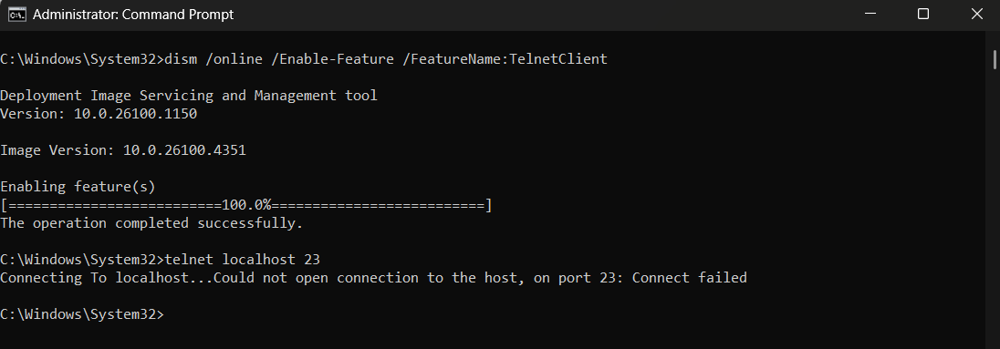 Administrator: Command Prompt
C:\Windows\System32>dism /online /Enable-Feature /FeatureName:TelnetClient
Deployment Image Servicing and Management tool
Version: 10.0.26100.1150
Image Version: 10.0.26100.4351
Enabling feature(s)
[==========================100.0%==========================]
The operation completed successfully.
C:\Windows\System32>telnet localhost 23
Connecting To localhost...Could not open connection to the host, on port 23: Connect failed
C:\Windows\System32>